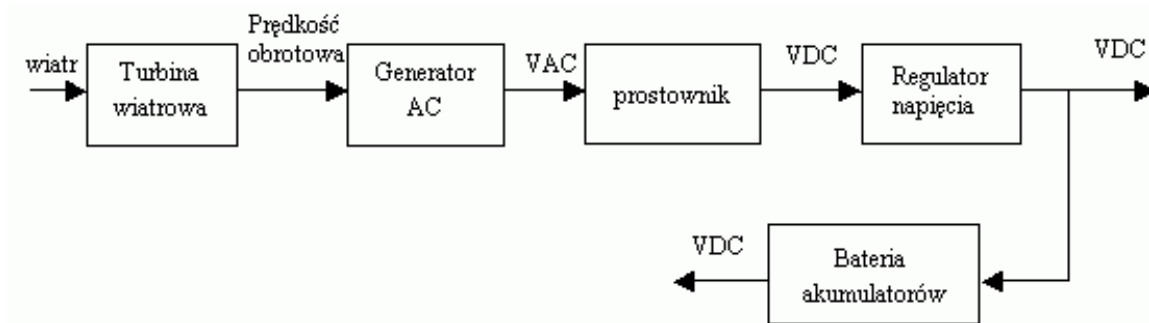 wiatr
Turbina
wiatrowa
Prędkość
obrotowa
Generator
AC
VAC
prostownik
VDC
Regulator
napięcia
VDC
VDC
Bateria
akumulatorów